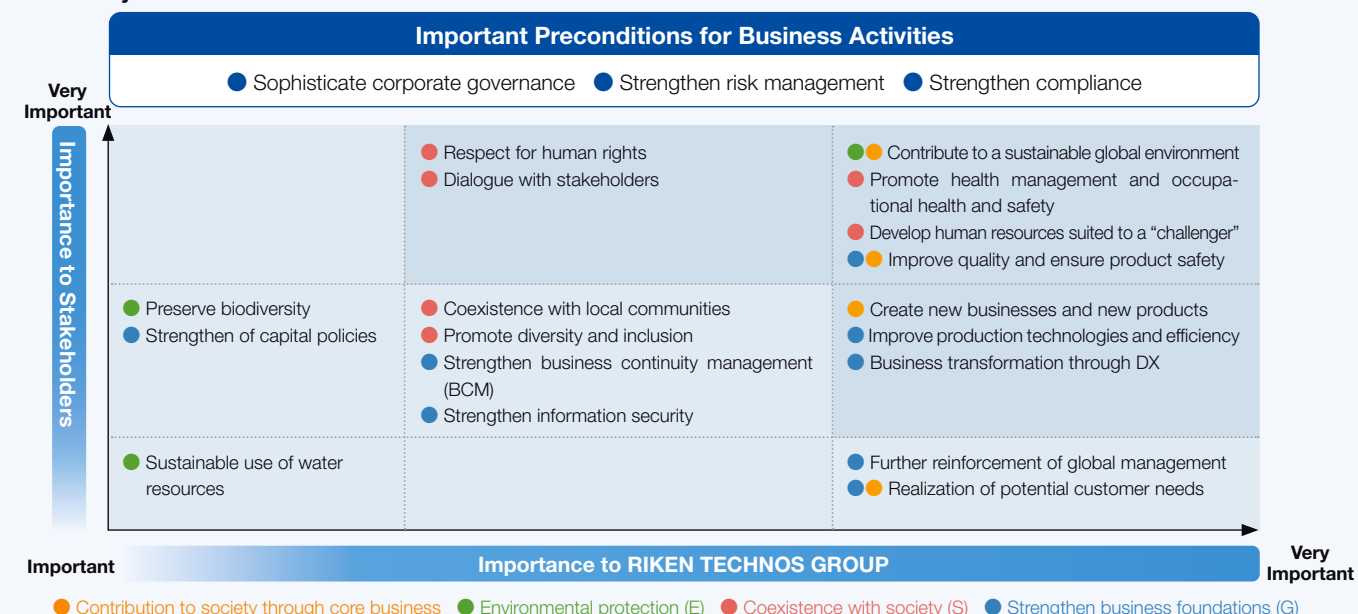 Important Preconditions for Business Activities
Sophisticate corporate governance
Strengthen risk management
Strengthen compliance
Very
Important
Importance to Stakeholders
Respect for human rights
Dialogue with stakeholders
Contribute to a sustainable global environment
Promote health management and occupa-
tional health and safety
Develop human resources suited to a “challenger”
Improve quality and ensure product safety
Preserve biodiversity
Strengthen of capital policies
Coexistence with local communities
Promote diversity and inclusion
Strengthen business continuity management
(BCM)
Strengthen information security
Create new businesses and new products
Improve production technologies and efficiency
Business transformation through DX
Sustainable use of water
resources
Further reinforcement of global management
Realization of potential customer needs
Important
Importance to RIKEN TECHNOS GROUP
Very
Important
Contribution to society through core business
Environmental protection (E)
Coexistence with society (S)
Strengthen business foundations (G)